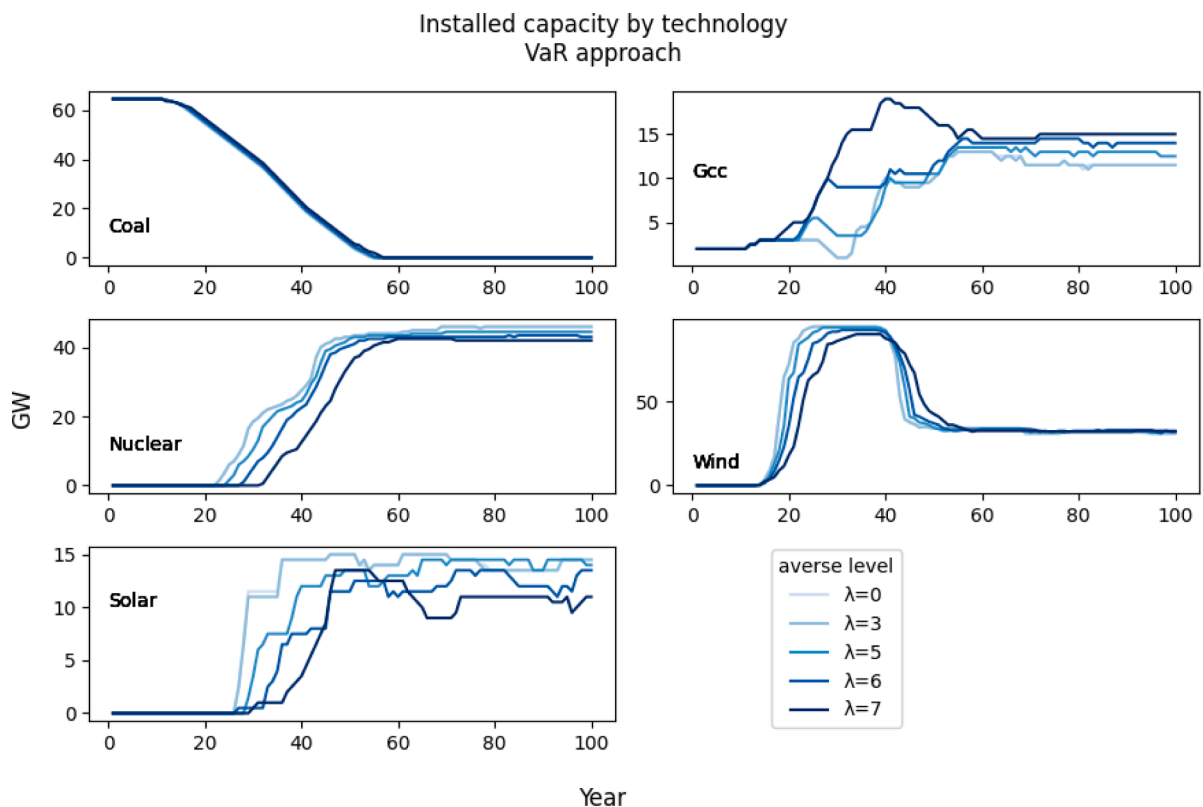 Installed capacity by technology
VaR approach
60
40
20
0
Coal
0 20 40 60 80 100
15
10
5
Gcc
0 20 40 60 80 100
40
20
0
Nuclear
0 20 40 60 80 100
50
0
Wind
0 20 40 60 80 100
15
10
5
0
Solar
0 20 40 60 80 100
averse level
λ=0
λ=3
λ=5
λ=6
λ=7
GW
Year